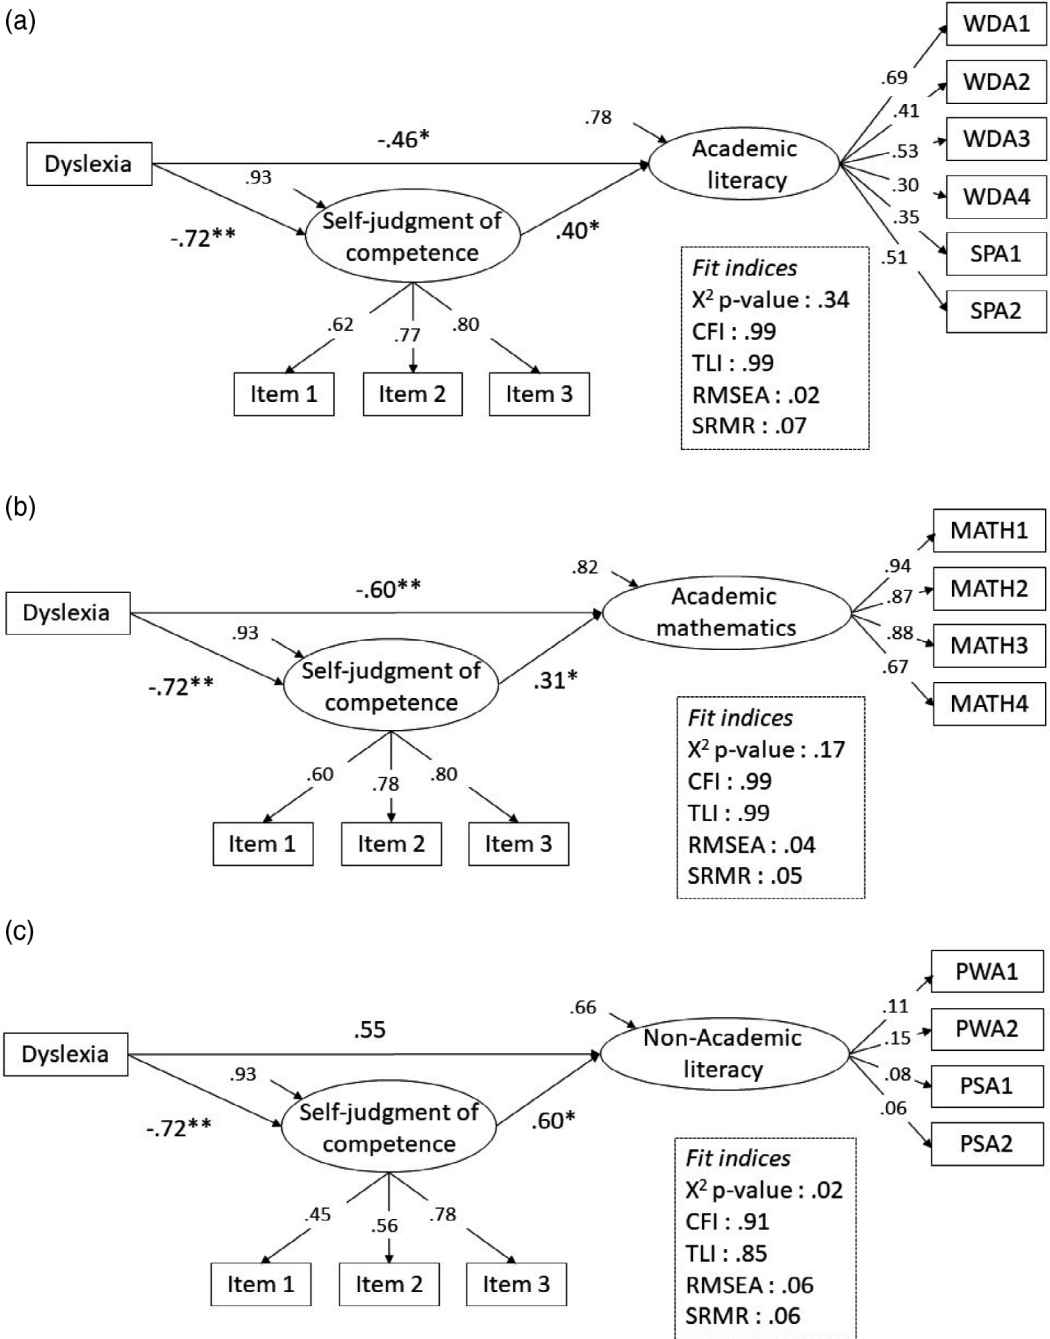 (a)
WDA1
WDA2
WDA3
WDA4
SPA1
SPA2
.69
.41
.53
.30
.35
.51
-.46*
.78
Academic
literacy
Dyslexia
.93
-.72**
Self-judgment of
competence
.40*
.62
.77
.80
Item 1
Item 2
Item 3
Fit indices
X² p-value : .34
CFI : .99
TLI : .99
RMSEA : .02
SRMR : .07
(b)
MATH1
MATH2
MATH3
MATH4
.94
.87
.88
.67
-.60**
.82
Academic
mathematics
Dyslexia
.93
-.72**
Self-judgment of
competence
.31*
.60
.78
.80
Item 1
Item 2
Item 3
Fit indices
X² p-value : .17
CFI : .99
TLI : .99
RMSEA : .04
SRMR : .05
(c)
PWA1
PWA2
PSA1
PSA2
.11
.15
.08
.06
.55
.66
Non-Academic
literacy
Dyslexia
.93
-.72**
Self-judgment of
competence
.60*
.45
.56
.78
Item 1
Item 2
Item 3
Fit indices
X² p-value : .02
CFI : .91
TLI : .85
RMSEA : .06
SRMR : .06